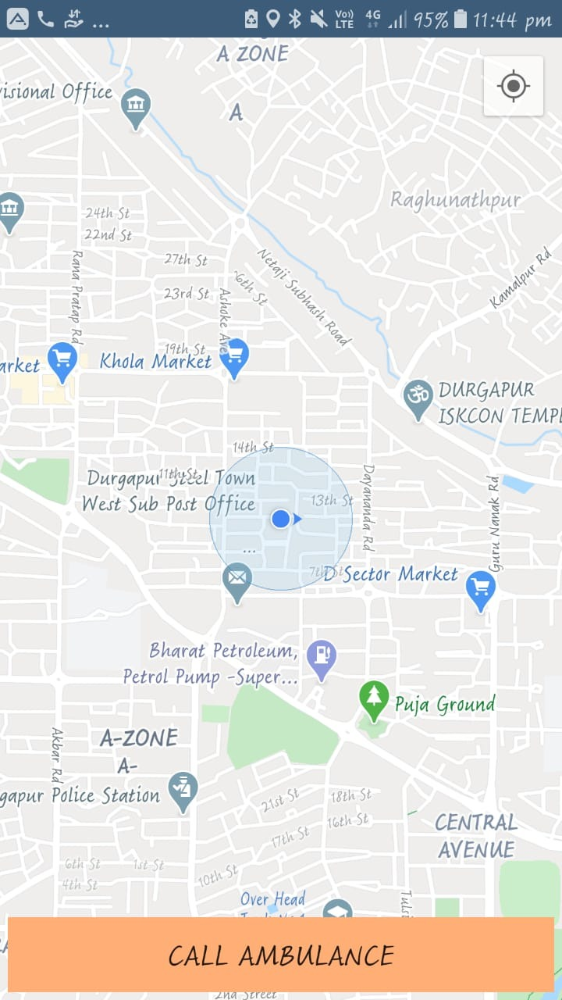 ... Vo)) LTE 4G 95% 11:44 pm
A ZONE
visional Office
A
Raghunathpur
24th St
22nd St
27th St
Netaji Subhash Road
Kamalpur Rd
Rana Pratap Rd
26th St
23rd St
Ashoke Ave
19th St
arket
Khola Market
DURGAPUR
ISKCON TEMPL
14th St
11th St
Durgapur Steel Town
West Sub Post Office
13th St
Dayananda Rd
Guru Nanak Rd
...
7th St
D Sector Market
Bharat Petroleum,
Petrol Pump -Super...
Puja Ground
A-ZONE
A-
Akbar Rd
gapur Police Station
21st St
18th St
16th St
17th St
CENTRAL
AVENUE
6th St
1st St
4th St
10th St
Over Head
Tulsi
CALL AMBULANCE
2nd Street